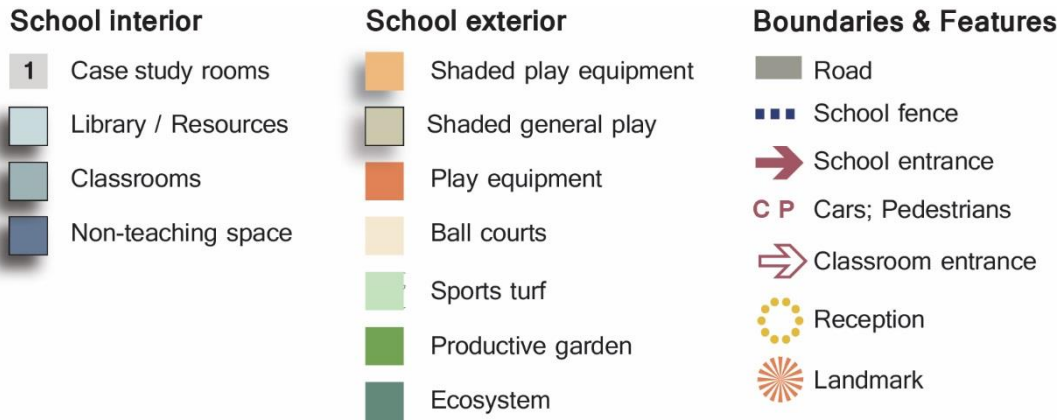 School interior
1 Case study rooms
Library / Resources
Classrooms
Non-teaching space
School exterior
Shaded play equipment
Shaded general play
Play equipment
Ball courts
Sports turf
Productive garden
Ecosystem
Boundaries & Features
Road
School fence
School entrance
C P Cars; Pedestrians
Classroom entrance
Reception
Landmark